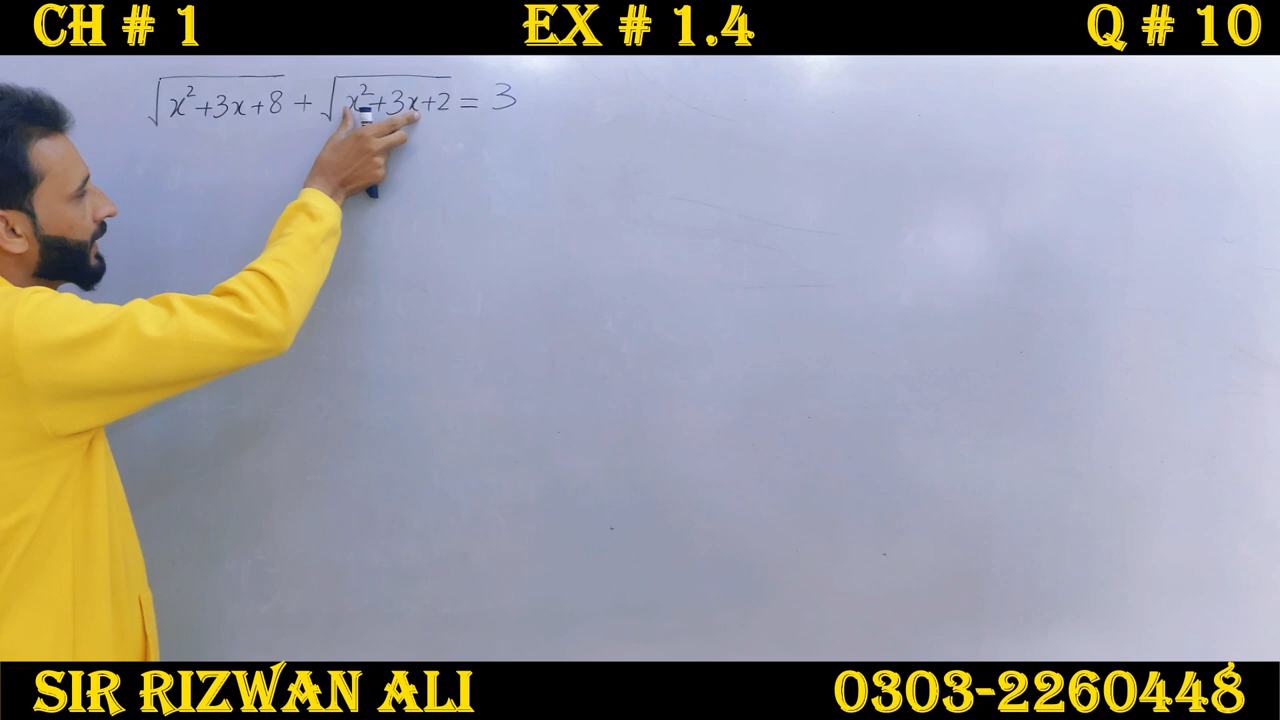 CH # 1 EX # 1.4 Q # 10
√x²+3x+8 + √x²+3x+2 = 3
SIR RIZWAN ALI 0303-2260448